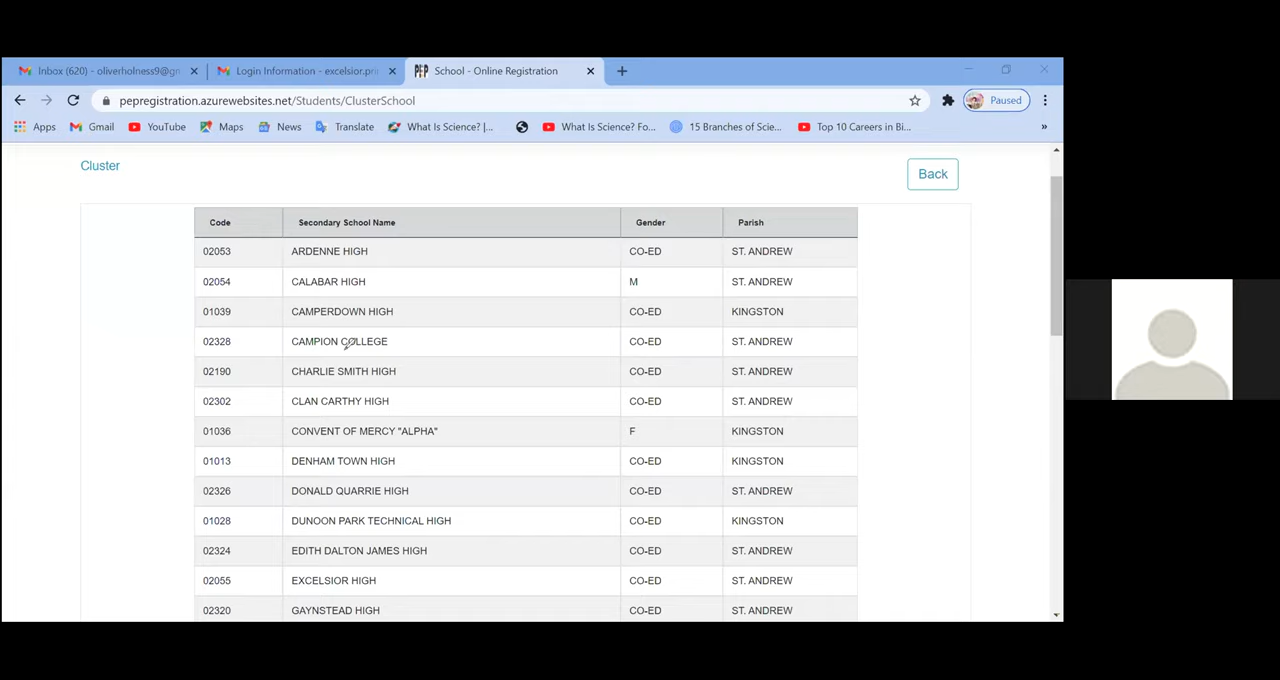 Inbox (620) - oliverholness9@gm
Login Information - excelsior.pri
PEP School - Online Registration
pepregistration.azurewebsites.net/Students/ClusterSchool
Paused
Apps Gmail YouTube Maps News Translate What Is Science? |... What Is Science? Fo... 15 Branches of Scie... Top 10 Careers in Bi... »
Cluster
Back
Code Secondary School Name Gender Parish
02053 ARDENNE HIGH CO-ED ST. ANDREW
02054 CALABAR HIGH M ST. ANDREW
01039 CAMPERDOWN HIGH CO-ED KINGSTON
02328 CAMPION COLLEGE CO-ED ST. ANDREW
02190 CHARLIE SMITH HIGH CO-ED ST. ANDREW
02302 CLAN CARTHY HIGH CO-ED ST. ANDREW
01036 CONVENT OF MERCY "ALPHA" F KINGSTON
01013 DENHAM TOWN HIGH CO-ED KINGSTON
02326 DONALD QUARRIE HIGH CO-ED ST. ANDREW
01028 DUNOON PARK TECHNICAL HIGH CO-ED KINGSTON
02324 EDITH DALTON JAMES HIGH CO-ED ST. ANDREW
02055 EXCELSIOR HIGH CO-ED ST. ANDREW
02320 GAYNSTEAD HIGH CO-ED ST. ANDREW